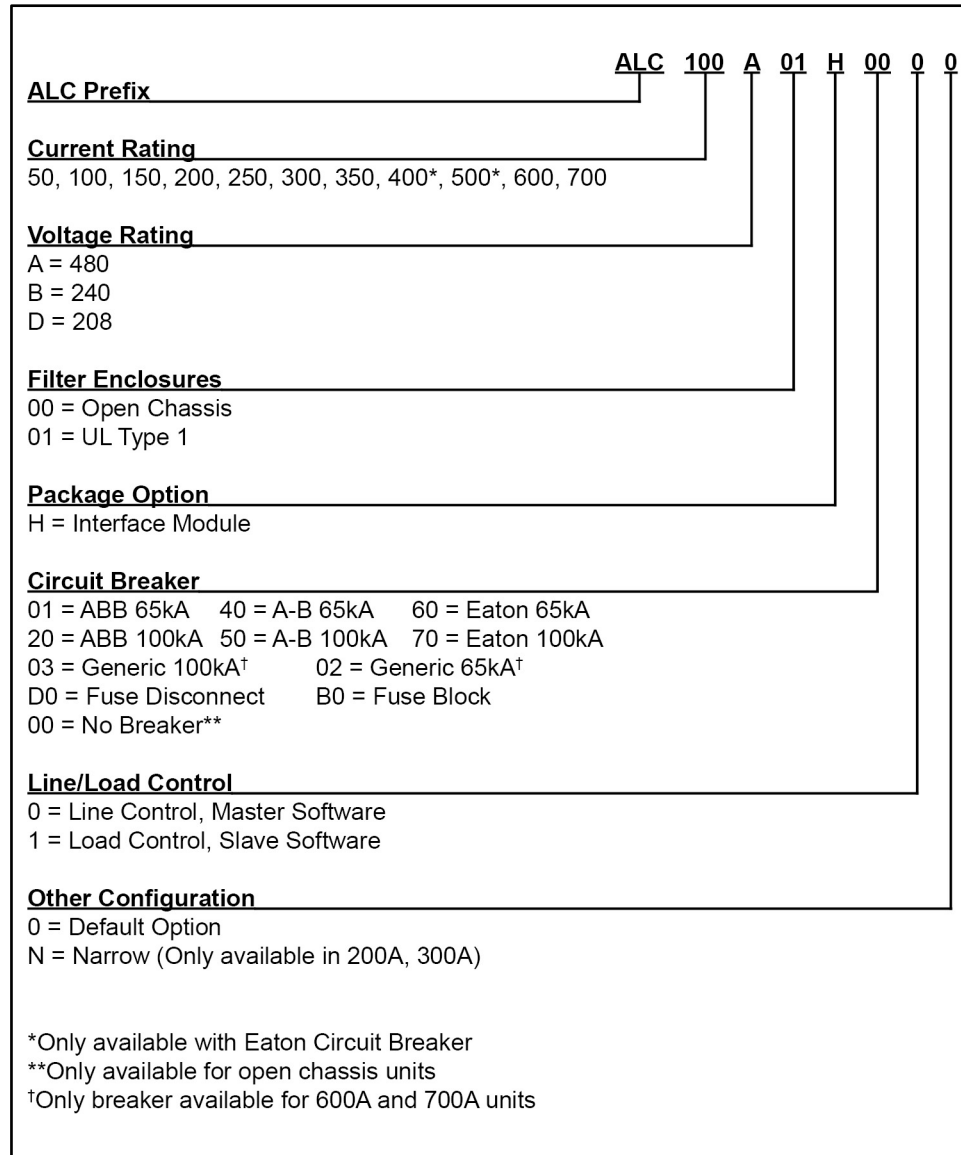 ALC 100 A 01 H 00 0 0
ALC Prefix
Current Rating
50, 100, 150, 200, 250, 300, 350, 400*, 500*, 600, 700
Voltage Rating
A = 480
B = 240
D = 208
Filter Enclosures
00 = Open Chassis
01 = UL Type 1
Package Option
H = Interface Module
Circuit Breaker
01 = ABB 65kA 40 = A-B 65kA 60 = Eaton 65kA
20 = ABB 100kA 50 = A-B 100kA 70 = Eaton 100kA
03 = Generic 100kA† 02 = Generic 65kA†
D0 = Fuse Disconnect B0 = Fuse Block
00 = No Breaker**
Line/Load Control
0 = Line Control, Master Software
1 = Load Control, Slave Software
Other Configuration
0 = Default Option
N = Narrow (Only available in 200A, 300A)
*Only available with Eaton Circuit Breaker
**Only available for open chassis units
†Only breaker available for 600A and 700A units